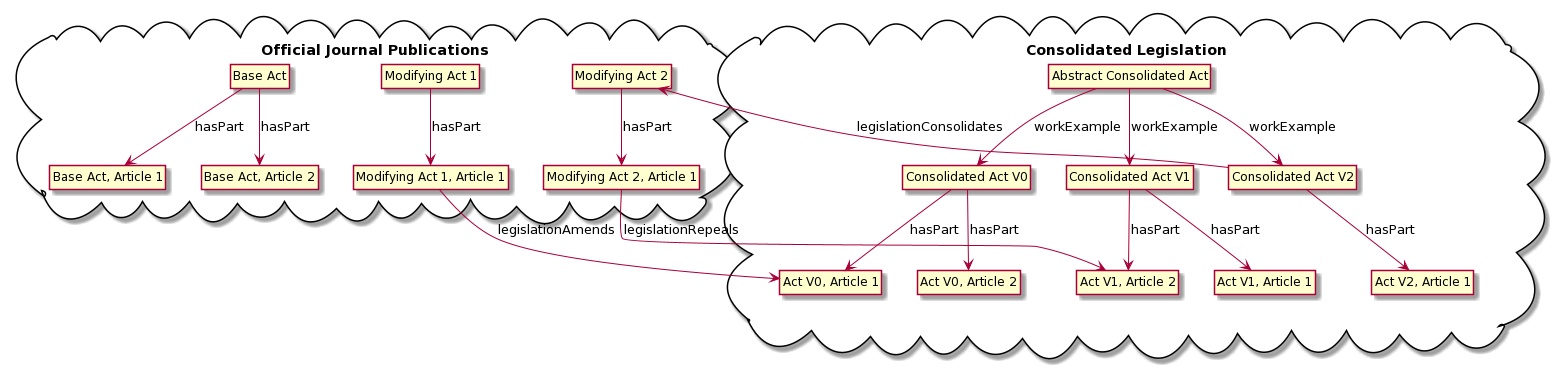 Official Journal Publications
Consolidated Legislation
Base Act
Modifying Act 1
Modifying Act 2
Abstract Consolidated Act
hasPart
hasPart
hasPart
hasPart
legislationConsolidates
workExample
workExample
workExample
Base Act, Article 1
Base Act, Article 2
Modifying Act 1, Article 1
Modifying Act 2, Article 1
Consolidated Act V0
Consolidated Act V1
Consolidated Act V2
legislationAmends
legislationRepeals
hasPart
hasPart
hasPart
hasPart
hasPart
Act V0, Article 1
Act V0, Article 2
Act V1, Article 2
Act V1, Article 1
Act V2, Article 1